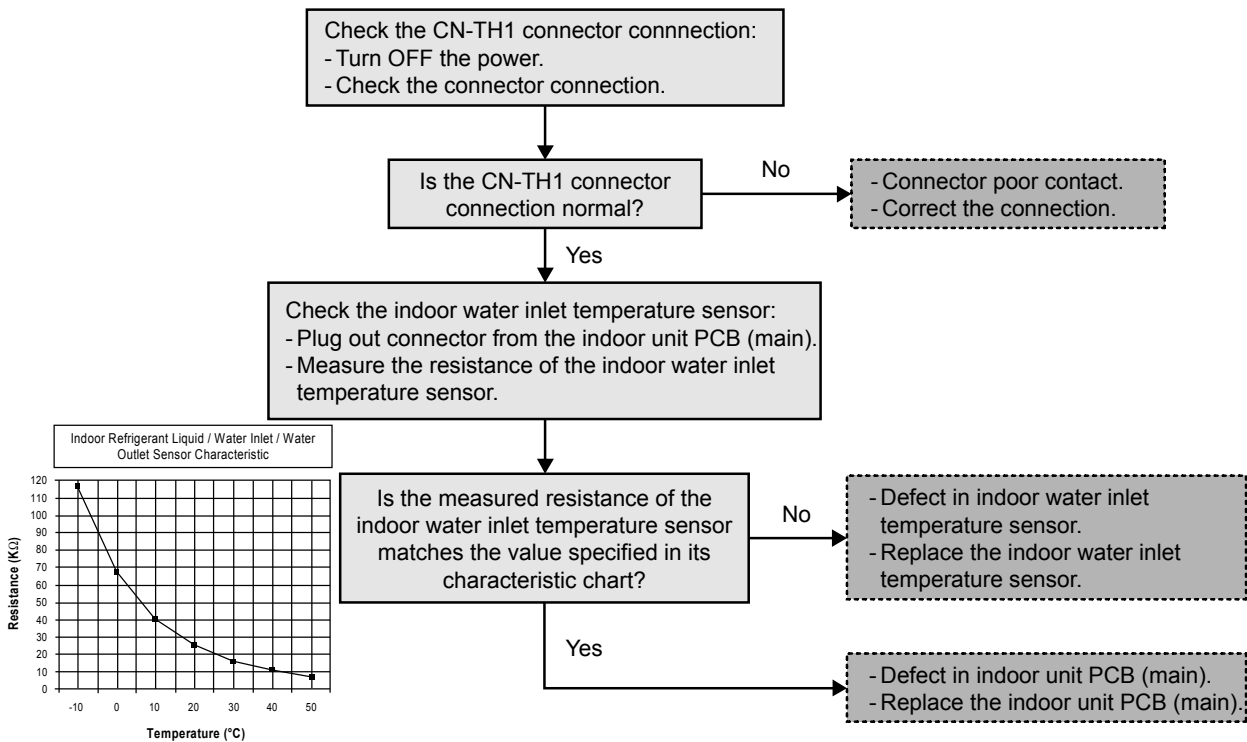 Check the CN-TH1 connector connnection:
- Turn OFF the power.
- Check the connector connection.
Is the CN-TH1 connector
connection normal?
No
- Connector poor contact.
- Correct the connection.
Yes
Check the indoor water inlet temperature sensor:
- Plug out connector from the indoor unit PCB (main).
- Measure the resistance of the indoor water inlet
temperature sensor.
Indoor Refrigerant Liquid / Water Inlet / Water
Outlet Sensor Characteristic
120
110
100
90
80
70
60
50
40
30
20
10
0
Resistance (KΩ)
-10 0 10 20 30 40 50
Temperature (°C)
Is the measured resistance of the
indoor water inlet temperature sensor
matches the value specified in its
characteristic chart?
No
- Defect in indoor water inlet
temperature sensor.
- Replace the indoor water inlet
temperature sensor.
Yes
- Defect in indoor unit PCB (main).
- Replace the indoor unit PCB (main).